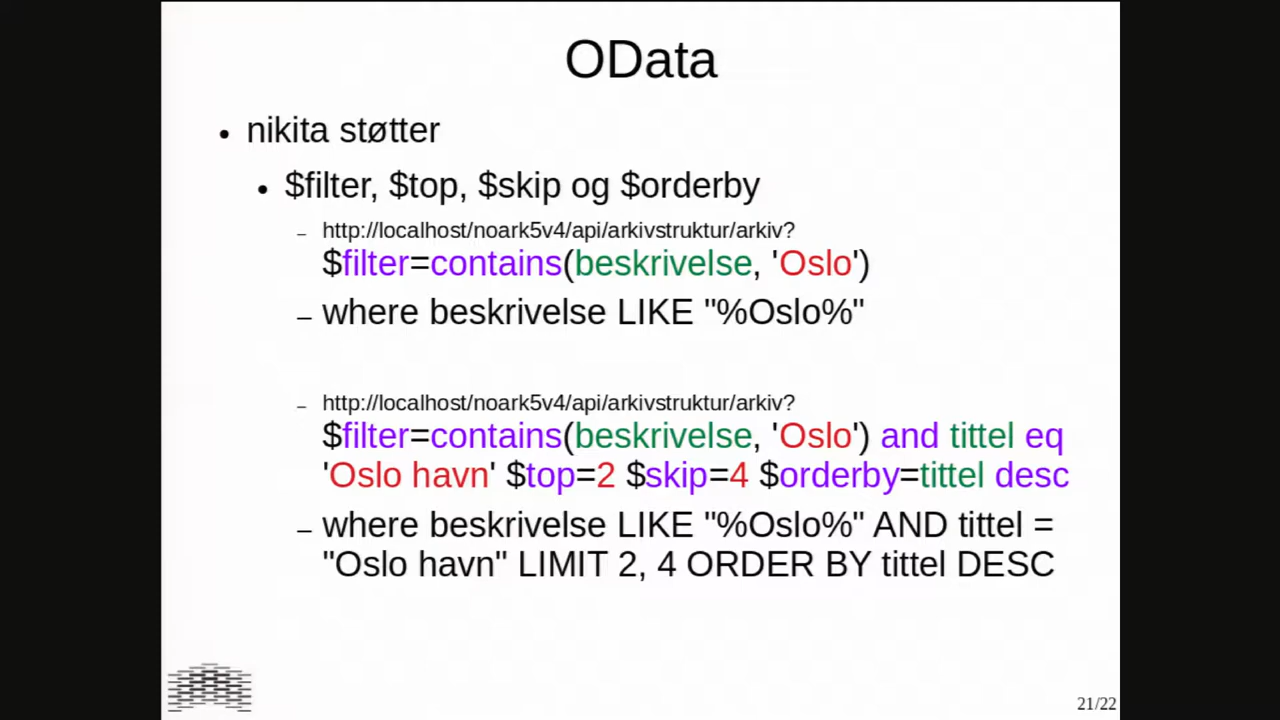 OData
• nikita støtter
• $filter, $top, $skip og $orderby
– http://localhost/noark5v4/api/arkivstruktur/arkiv?
$filter=contains(beskrivelse, 'Oslo')
– where beskrivelse LIKE "%Oslo%"
– http://localhost/noark5v4/api/arkivstruktur/arkiv?
$filter=contains(beskrivelse, 'Oslo') and tittel eq
'Oslo havn' $top=2 $skip=4 $orderby=tittel desc
– where beskrivelse LIKE "%Oslo%" AND tittel =
"Oslo havn" LIMIT 2, 4 ORDER BY tittel DESC
21/22